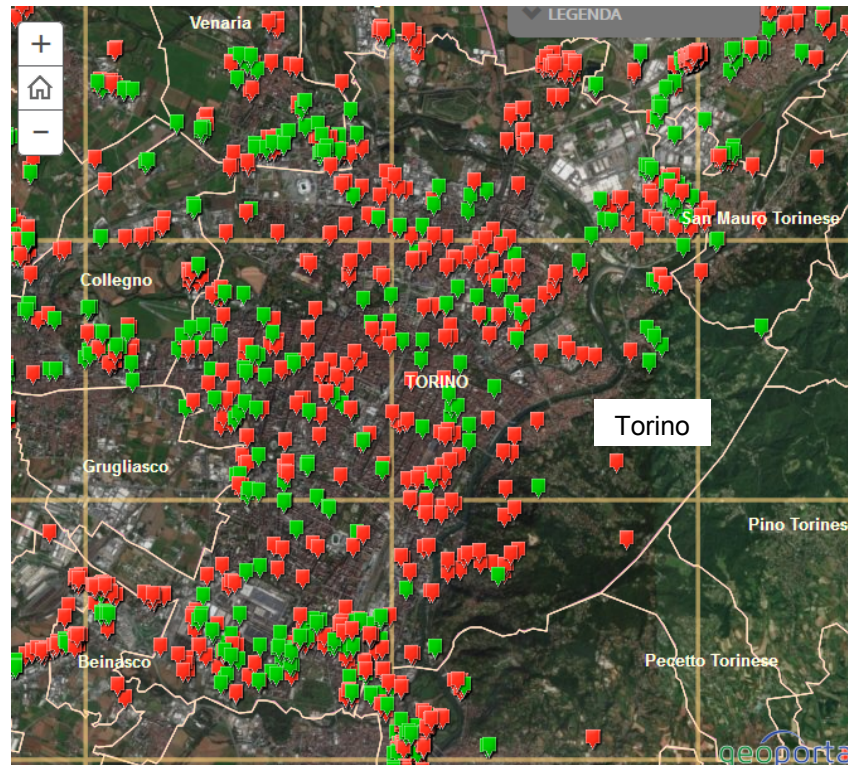 LEGENDA
Venaria
+
−
San Mauro Torinese
Collegno
TORINO
Torino
Grugliasco
Pino Torines
Beinasco
Pecetto Torinese
geoporta